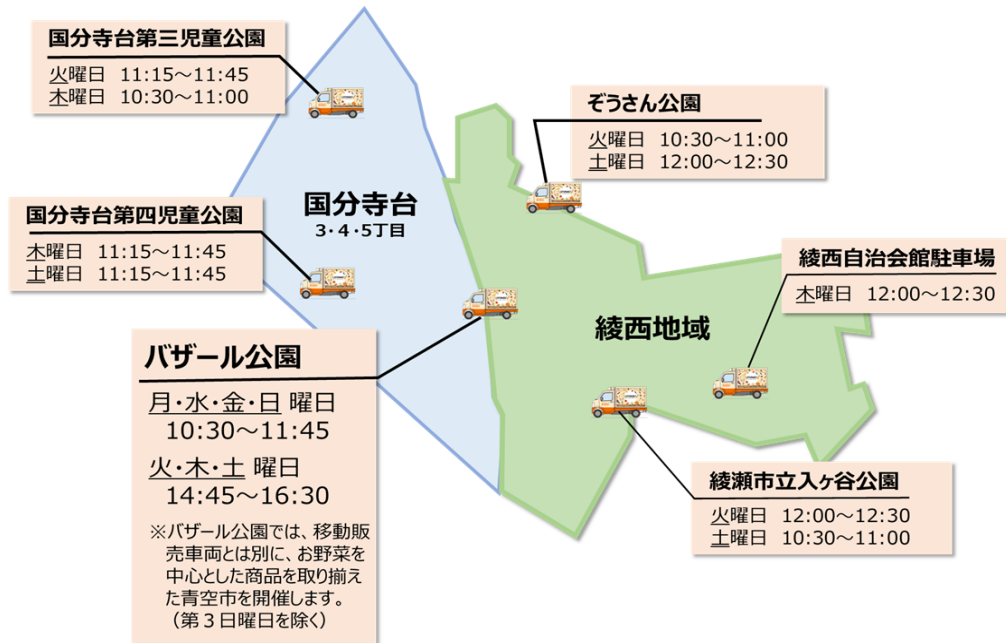 国分寺台第三児童公園
火曜日 11:15～11:45
木曜日 10:30～11:00
ぞうさん公園
火曜日 10:30～11:00
土曜日 12:00～12:30
国分寺台
3・4・5丁目
国分寺台第四児童公園
木曜日 11:15～11:45
土曜日 11:15～11:45
綾西自治会館駐車場
木曜日 12:00～12:30
綾西地域
バザール公園
月・水・金・日 曜日
10:30～11:45
火・木・土 曜日
14:45～16:30
※バザール公園では、移動販
売車両とは別に、お野菜を
中心とした商品を取り揃え
た青空市を開催します。
（第３日曜日を除く）
綾瀬市立入ヶ谷公園
火曜日 12:00～12:30
土曜日 10:30～11:00